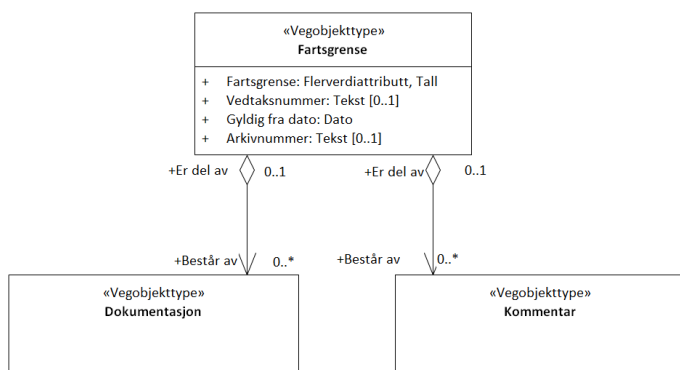 «Vegobjekttype»
Fartsgrense
+ Fartsgrense: Flerverdiattributt, Tall
+ Vedtaksnummer: Tekst [0..1]
+ Gyldig fra dato: Dato
+ Arkivnummer: Tekst [0..1]
+Er del av 0..1 +Er del av 0..1
+Består av 0..* +Består av 0..*
«Vegobjekttype» «Vegobjekttype»
Dokumentasjon Kommentar